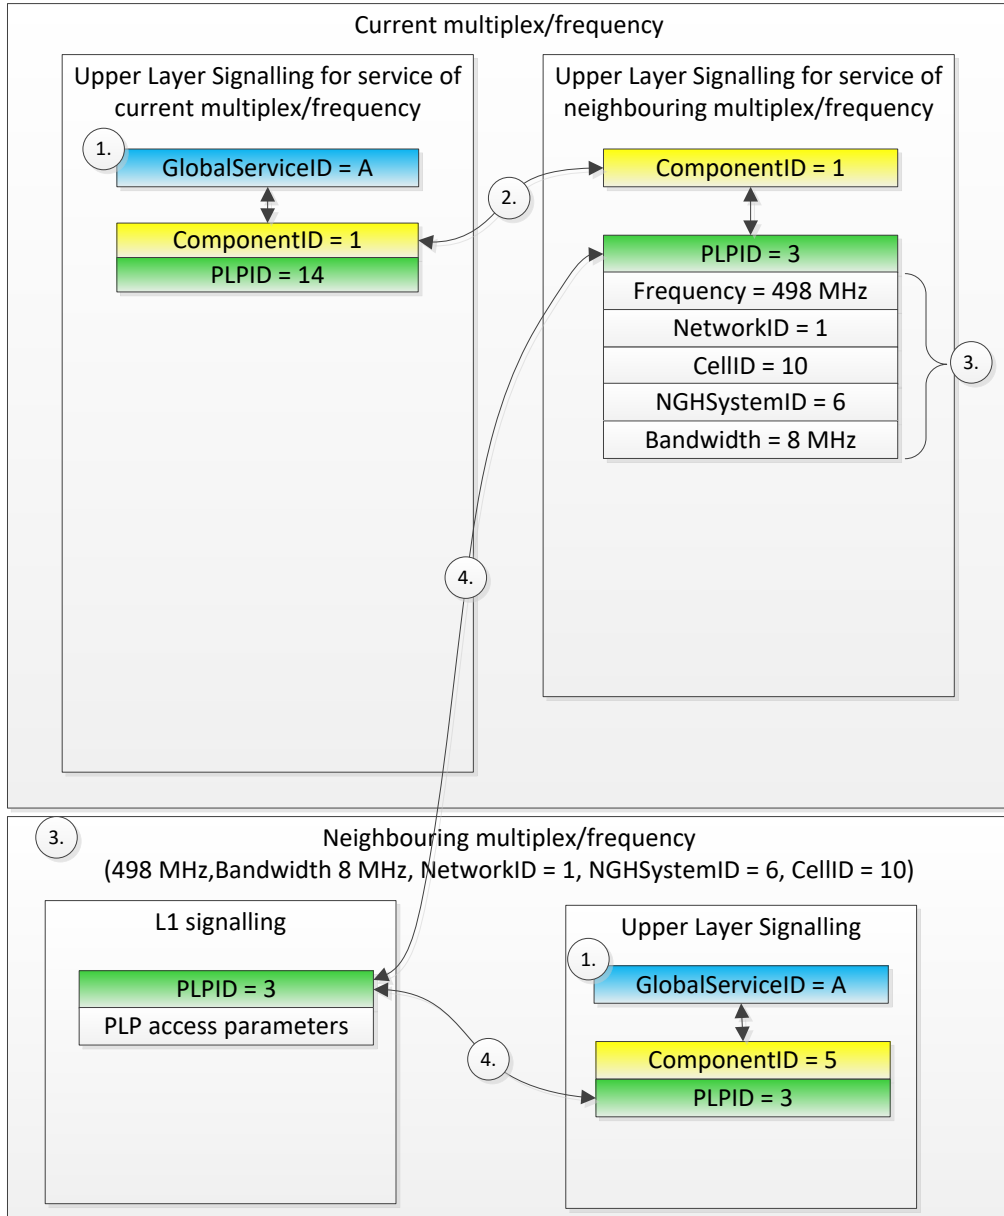 Current multiplex/frequency
Upper Layer Signalling for service of
current multiplex/frequency
1.
GlobalServiceID = A
ComponentID = 1
PLPID = 14
2.
Upper Layer Signalling for service of
neighbouring multiplex/frequency
ComponentID = 1
PLPID = 3
Frequency = 498 MHz
NetworkID = 1
CellID = 10
NGHSystemID = 6
Bandwidth = 8 MHz
3.
4.
3.
Neighbouring multiplex/frequency
(498 MHz,Bandwidth 8 MHz, NetworkID = 1, NGHSystemID = 6, CellID = 10)
L1 signalling
PLPID = 3
PLP access parameters
4.
Upper Layer Signalling
1.
GlobalServiceID = A
ComponentID = 5
PLPID = 3